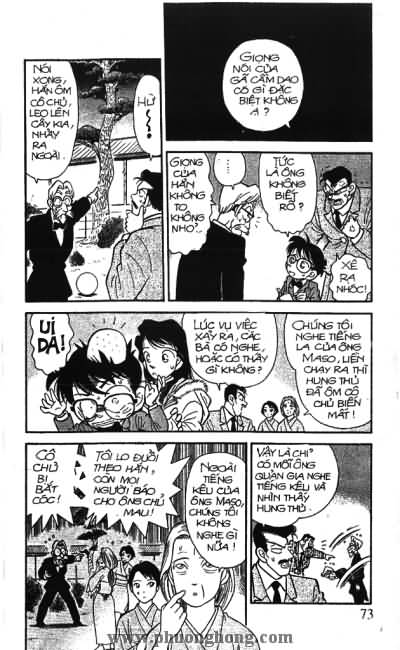 GIỌNG
NÓI CỦA
GÃ CẦM DAO
CÓ GÌ ĐẶC
BIỆT KHÔNG
Ạ?
TỨC
LÀ ÔNG
KHÔNG
BIẾT
RÕ?
XÊ
RA
NHÓC!
......
GIỌNG
CỦA
HẮN
KHÔNG
TO
KHÔNG
NHỎ.
HỪ
NÓI
XONG,
HẮN ÔM
CÔ CHỦ,
LEO LÊN
CÂY KIA,
NHẢY
RA
NGOÀI.
CHÚNG TÔI
NGHE TIẾNG
LA CỦA ÔNG
MASO, LIỀN
CHẠY RA THÌ
HUNG THỦ
ĐÃ ÔM CÔ
CHỦ BIẾN
MẤT!
LÚC VỤ VIỆC
XẢY RA, CÁC
BÀ CÓ NGHE,
HOẶC CÓ THẤY
GÌ KHÔNG?
UI
DA!
VẬY LÀ CHỈ
CÓ MỖI ÔNG
QUẢN GIA NGHE
TIẾNG KÊU VÀ
NHÌN THẤY
HUNG THỦ.
NGOÀI
TIẾNG
KÊU CỦA
ÔNG MASO,
CHÚNG TÔI
KHÔNG
NGHE GÌ
NỮA!
TÔI LO ĐUỔI
THEO HẮN,
CÒN MỌI
NGƯỜI BÁO
CHO ÔNG CHỦ
MAU!
CÔ
CHỦ
BỊ
BẮT
CÓC!
73
www.phuonghong.com